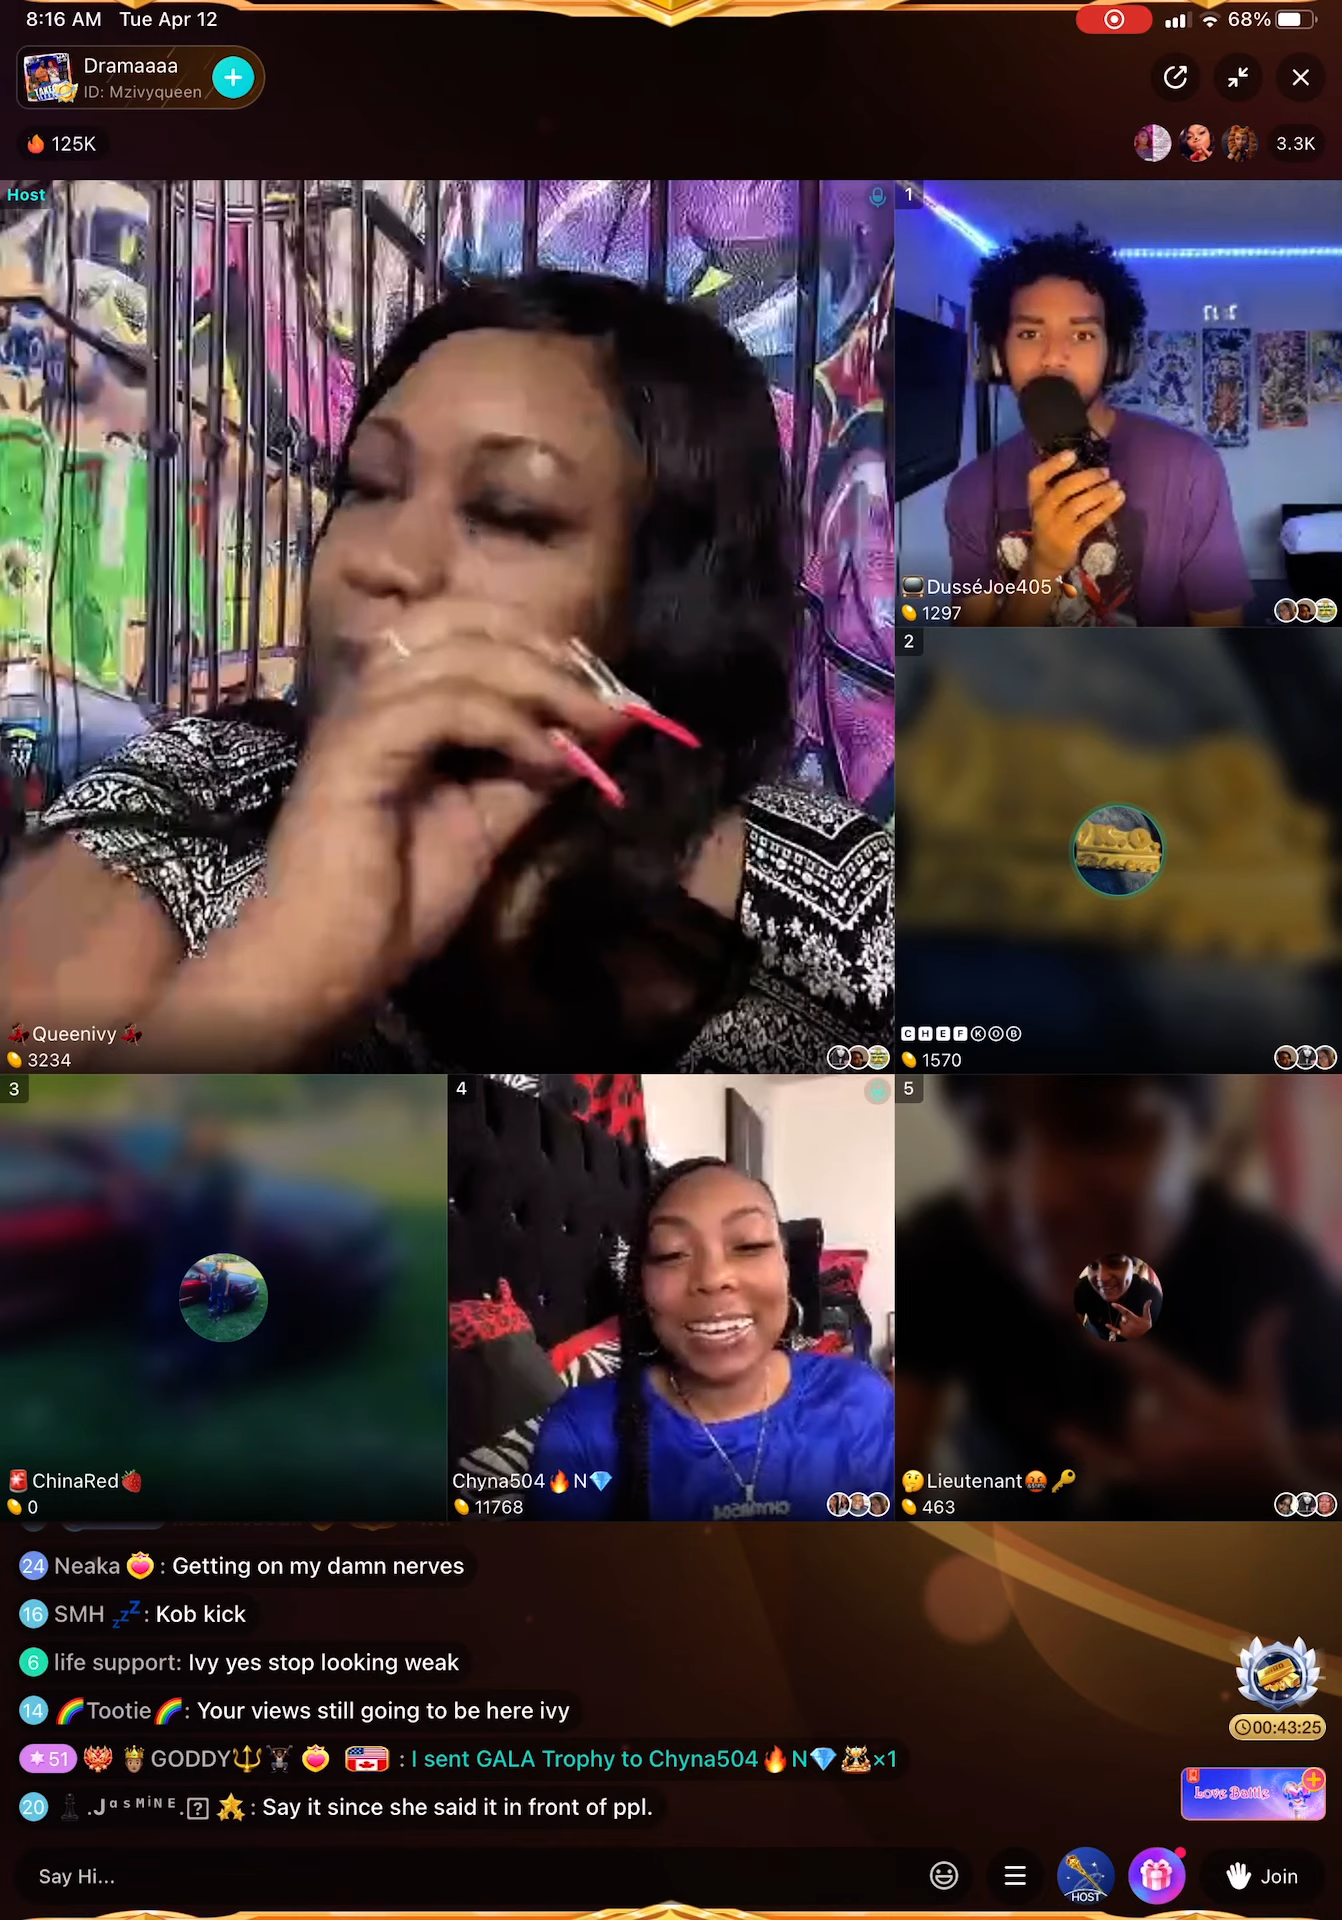 8:16 AM Tue Apr 12
68%
Dramaaaa
ID: Mzivyqueen
125K
3.3K
Host
1
DusséJoe405
1297
2
Queenivy
3234
CHEFKOB
1570
3
4
5
ChinaRed
0
Chyna504🔥N💎
11768
🤔Lieutenant🤬🔑
463
24 Neaka : Getting on my damn nerves
16 SMH 💤: Kob kick
6 life support: Ivy yes stop looking weak
14 🌈Tootie🌈: Your views still going to be here ivy
51 GODDY🔱 : I sent GALA Trophy to Chyna504🔥N💎 ×1
20 .Jᵃˢᴹⁱᴺᴱ.? : Say it since she said it in front of ppl.
00:43:25
Love Battle
Say Hi...
HOST
Join